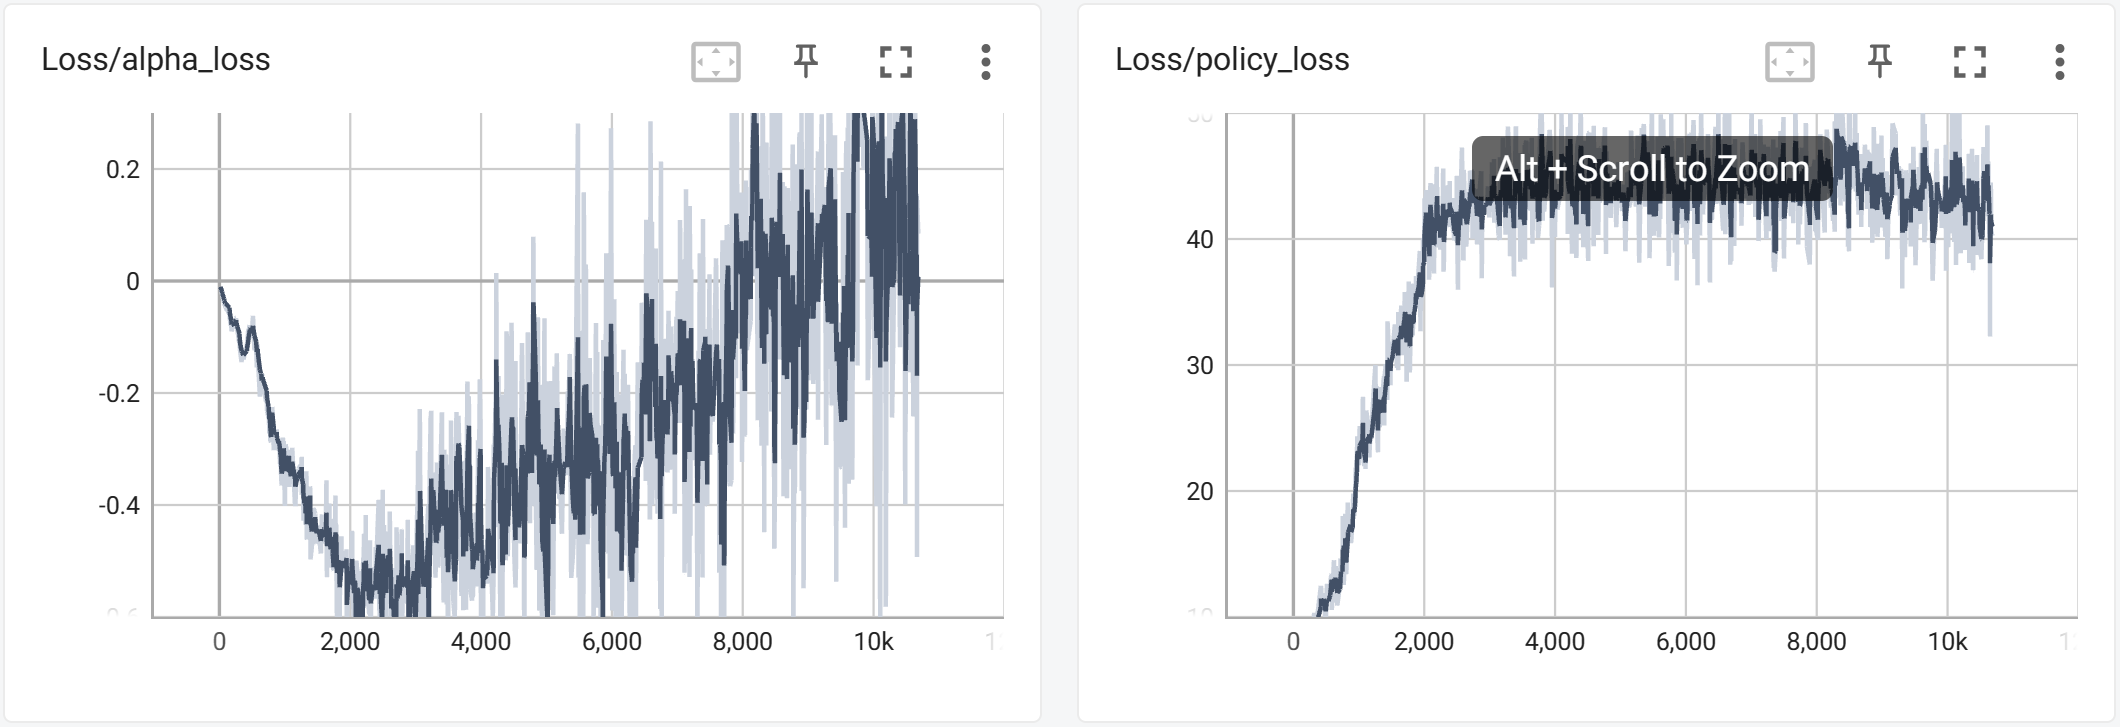 Loss/alpha_loss
0.2
0
-0.2
-0.4
0 2,000 4,000 6,000 8,000 10k
Loss/policy_loss
Alt + Scroll to Zoom
40
30
20
0 2,000 4,000 6,000 8,000 10k